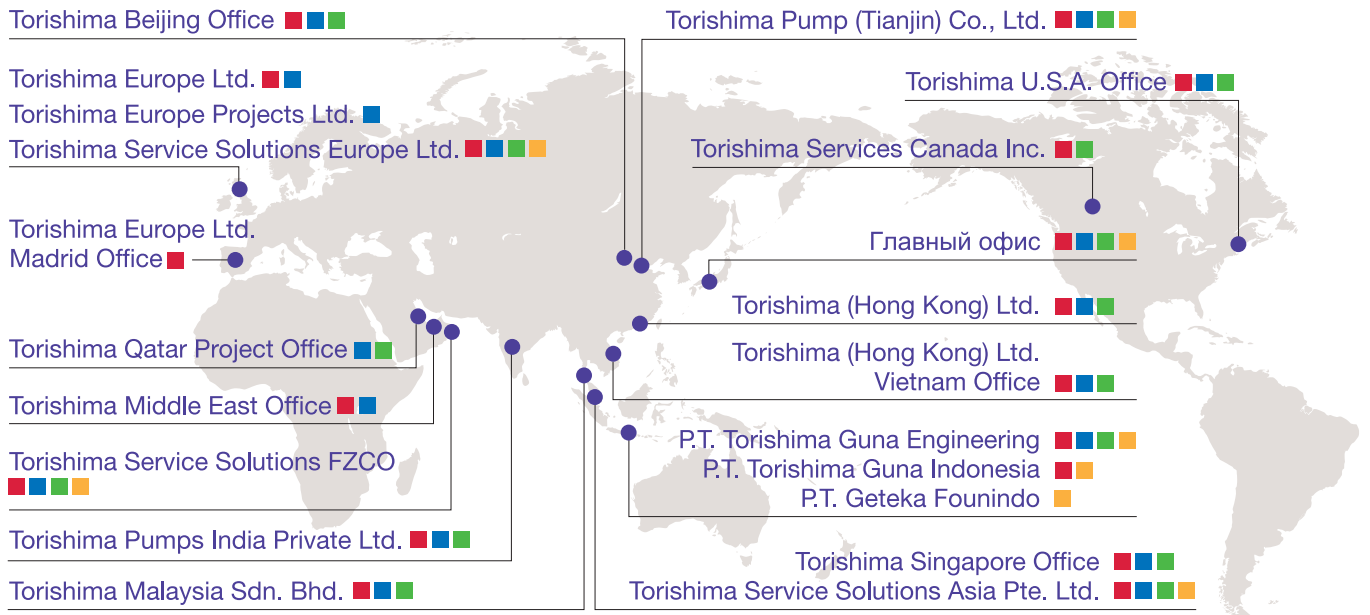 Torishima Beijing Office
Torishima Europe Ltd.
Torishima Europe Projects Ltd.
Torishima Service Solutions Europe Ltd.
Torishima Europe Ltd.
Madrid Office
Torishima Qatar Project Office
Torishima Middle East Office
Torishima Service Solutions FZCO
Torishima Pumps India Private Ltd.
Torishima Malaysia Sdn. Bhd.
Torishima Pump (Tianjin) Co., Ltd.
Torishima U.S.A. Office
Torishima Services Canada Inc.
Главный офис
Torishima (Hong Kong) Ltd.
Torishima (Hong Kong) Ltd.
Vietnam Office
P.T. Torishima Guna Engineering
P.T. Torishima Guna Indonesia
P.T. Geteka Founindo
Torishima Singapore Office
Torishima Service Solutions Asia Pte. Ltd.